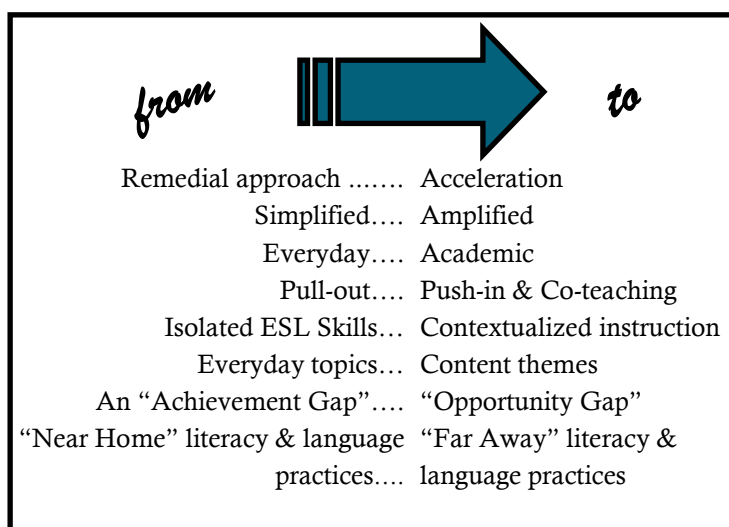 from to
Remedial approach ....... Acceleration
Simplified.... Amplified
Everyday.... Academic
Pull-out.... Push-in & Co-teaching
Isolated ESL Skills... Contextualized instruction
Everyday topics... Content themes
An “Achievement Gap”.... “Opportunity Gap”
“Near Home” literacy & language “Far Away” literacy &
practices.... language practices